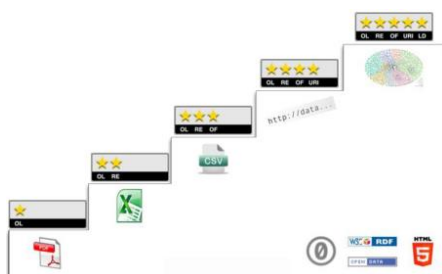 OL RE OF URI LD
OL RE OF URI
http://data...
OL RE OF
CSV
OL RE
OL
PDF
W3C RDF
OPEN DATA
HTML
5